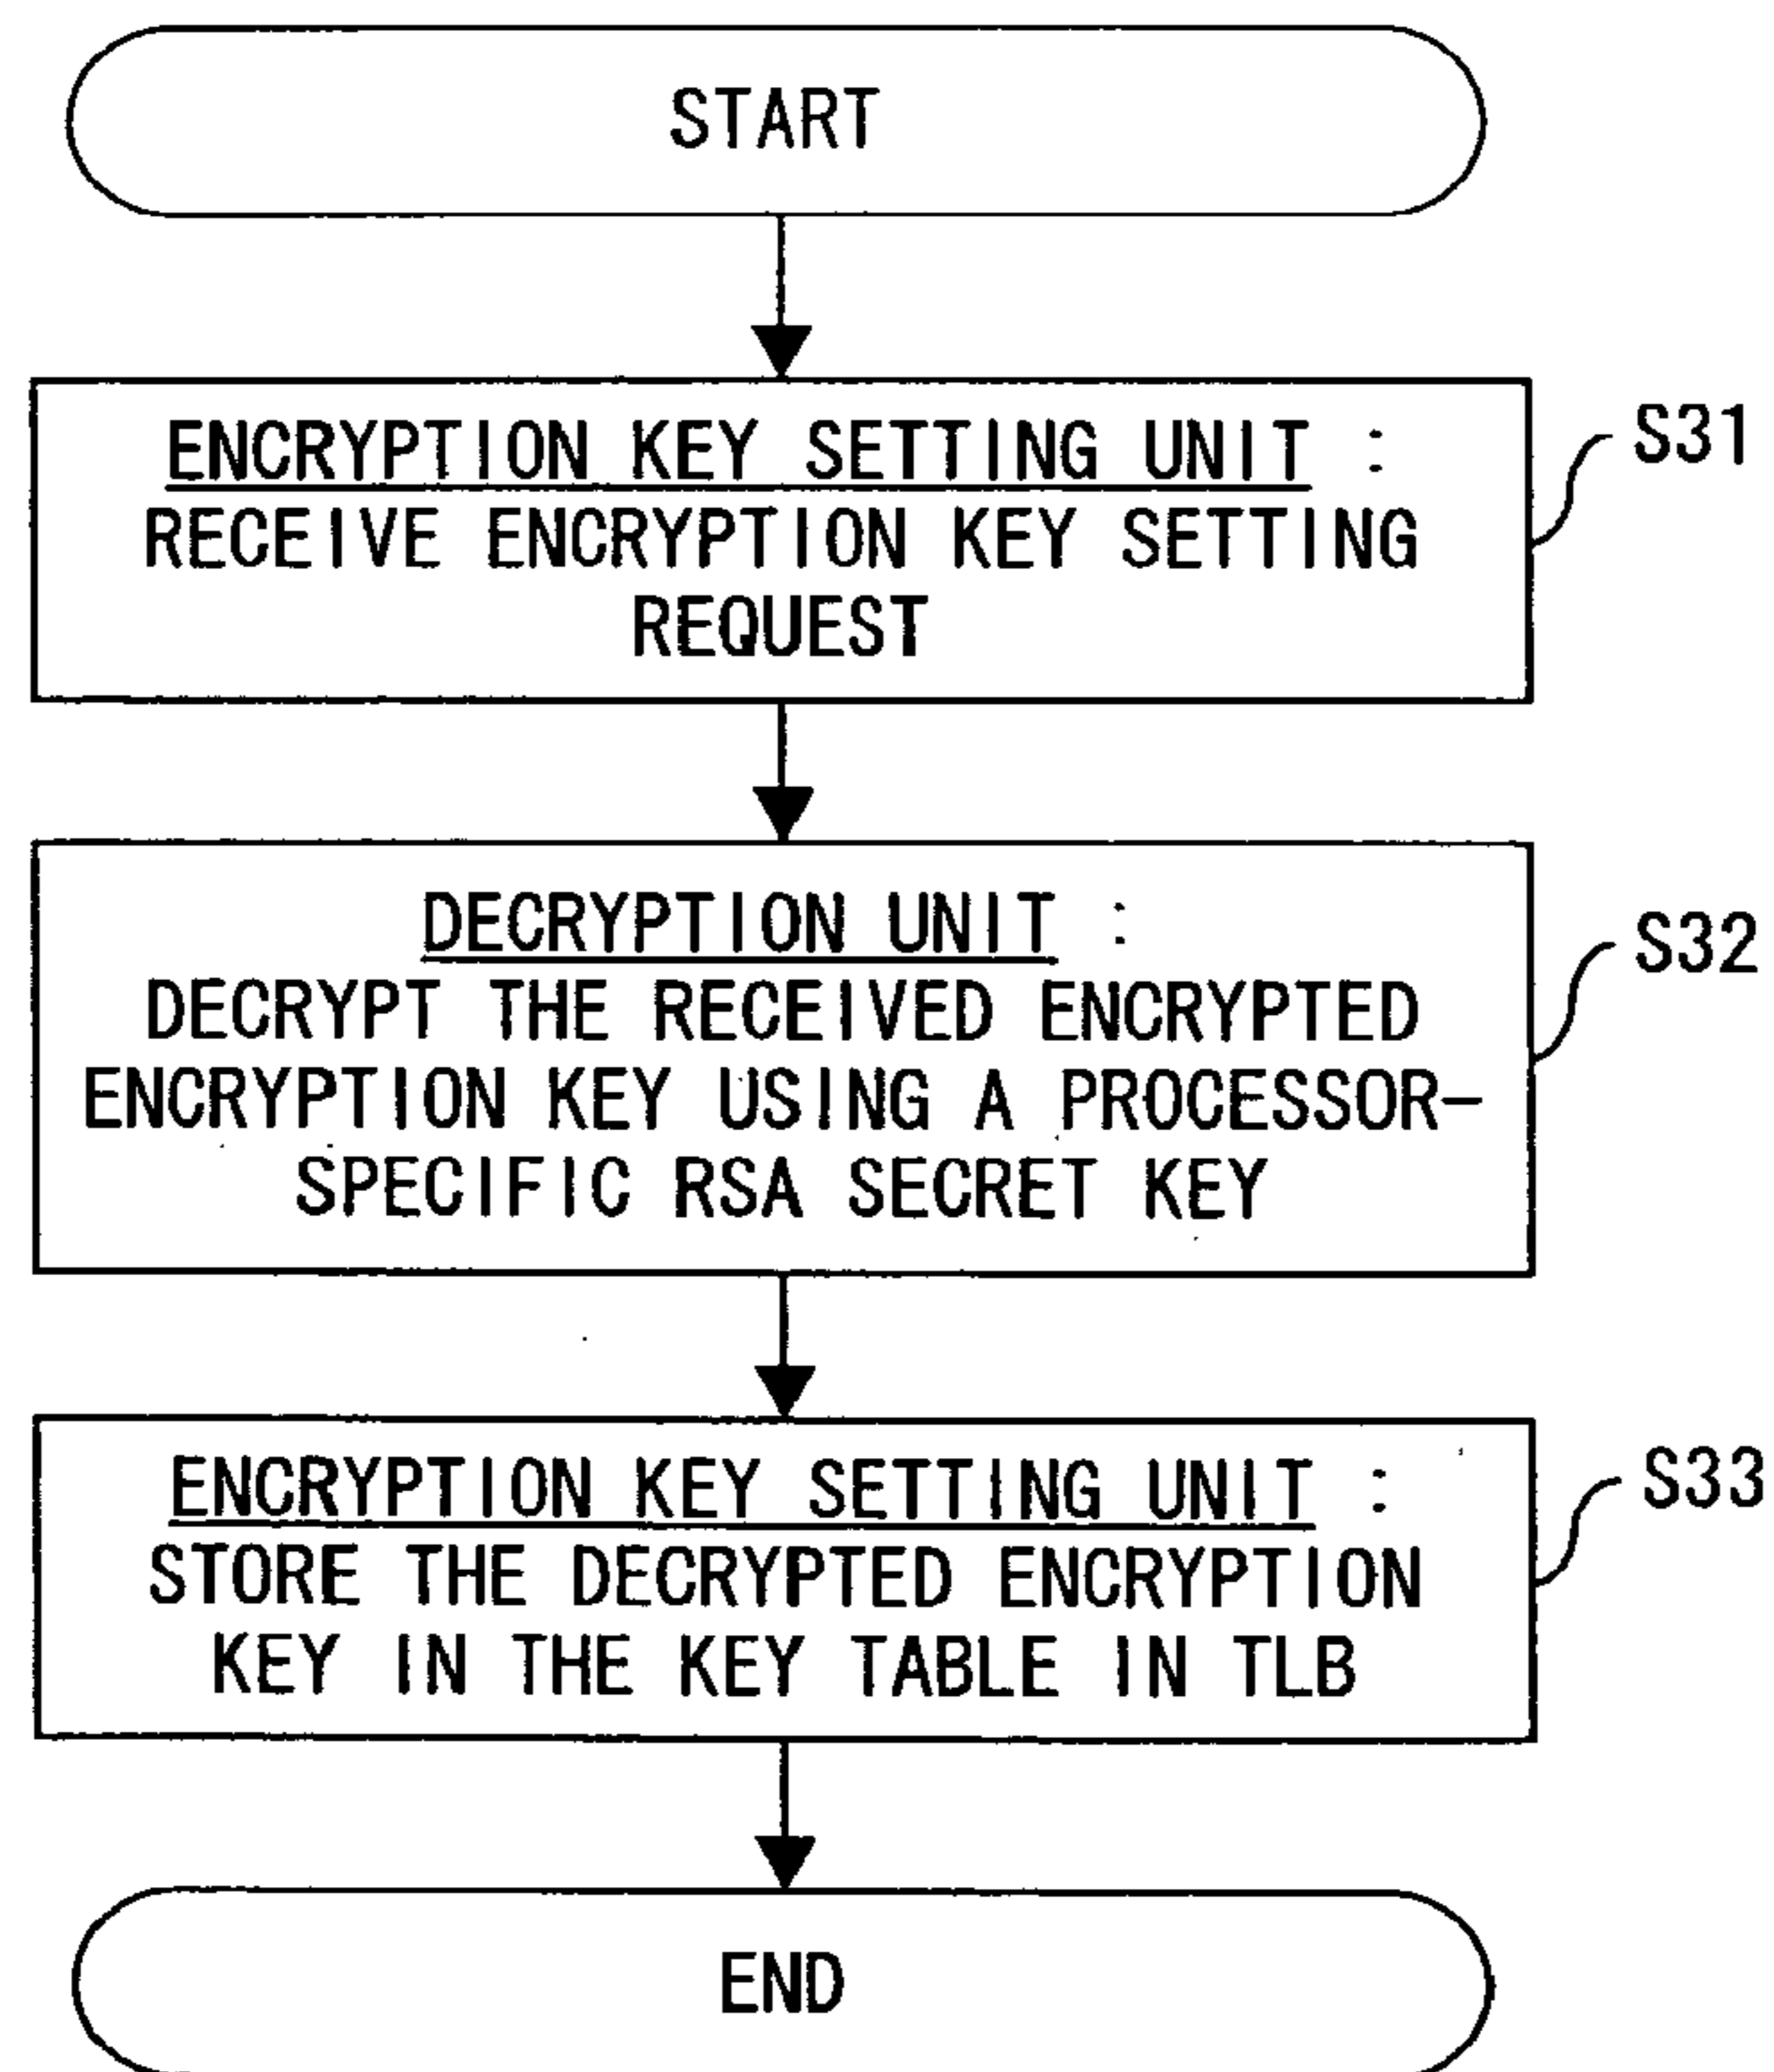 START
ENCRYPTION KEY SETTING UNIT :
RECEIVE ENCRYPTION KEY SETTING
REQUEST
S31
DECRYPTION UNIT :
DECRYPT THE RECEIVED ENCRYPTED
ENCRYPTION KEY USING A PROCESSOR-
SPECIFIC RSA SECRET KEY
S32
ENCRYPTION KEY SETTING UNIT :
STORE THE DECRYPTED ENCRYPTION
KEY IN THE KEY TABLE IN TLB
S33
END